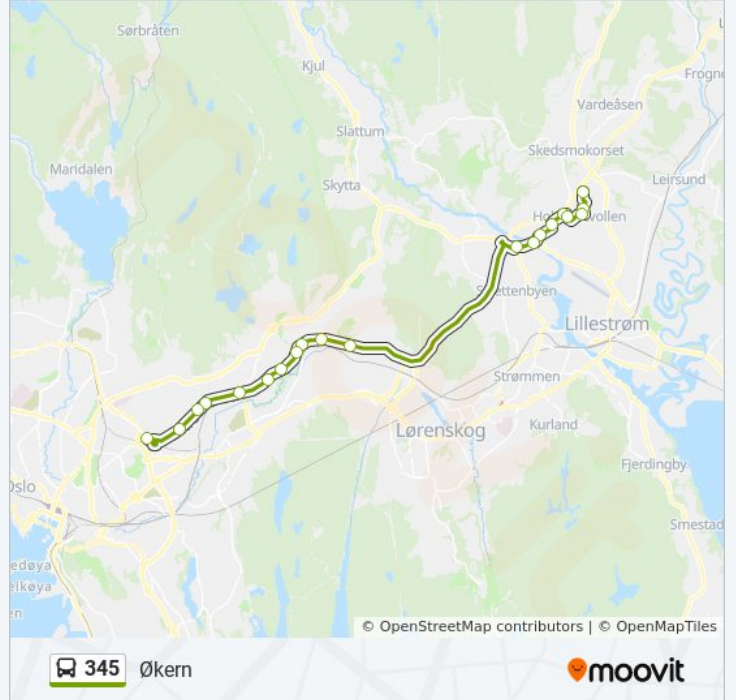 Sørbråten
Kjul
Frogne
Vardeåsen
Slattum
Skedsmokorset
Maridalen
Skytta
Leirsund
Lillestrøm
Strømmen
Lørenskog
Kurland
Fjerdingby
Oslo
Smestad
© OpenStreetMap contributors | © OpenMapTiles
345 Økern
moovit